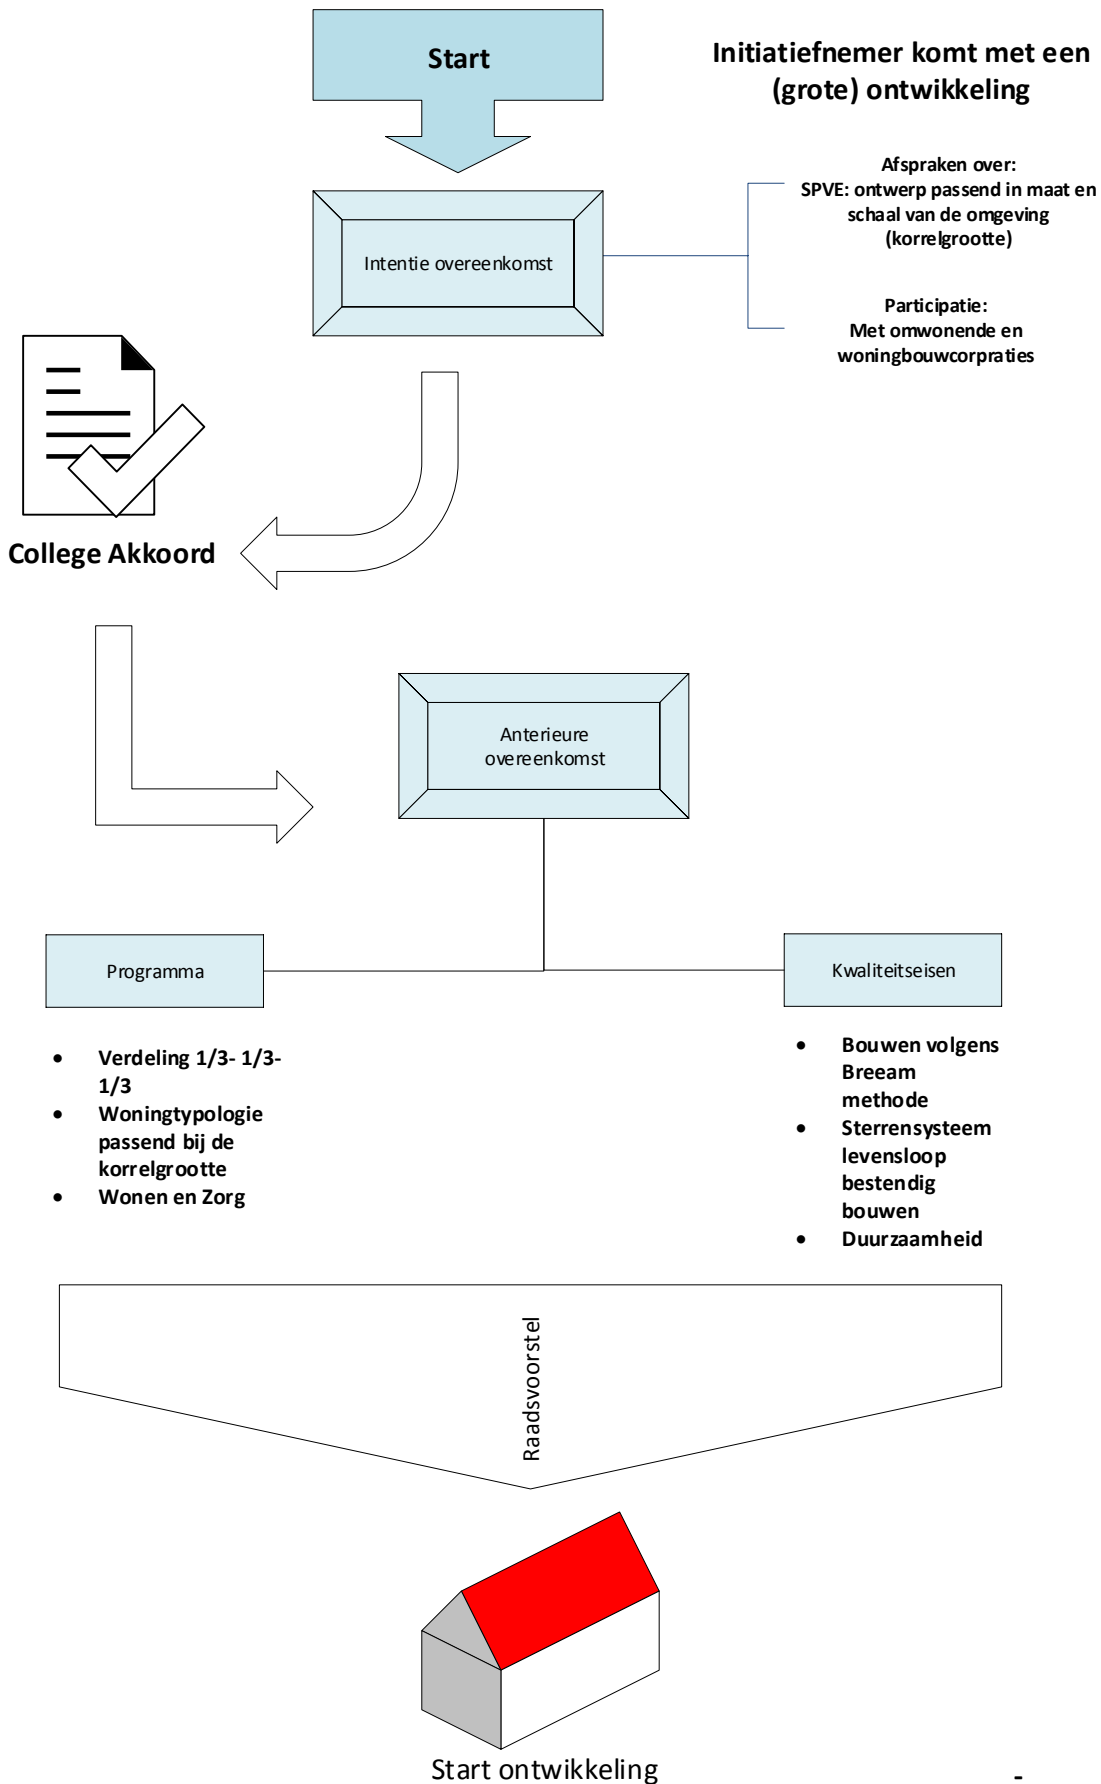 Start
Initiatiefnemer komt met een
(grote) ontwikkeling
Afspraken over:
SPVE: ontwerp passend in maat en
schaal van de omgeving
(korrelgrootte)
Intentie overeenkomst
Participatie:
Met omwonende en
woningbouwcorpraties
College Akkoord
Anterieure
overeenkomst
Programma
Kwaliteitseisen
• Verdeling 1/3- 1/3-
1/3
• Woningtypologie
passend bij de
korrelgrootte
• Wonen en Zorg
• Bouwen volgens
Breeam
methode
• Sterrensysteem
levensloop
bestendig
bouwen
• Duurzaamheid
Raadsvoorstel
Start ontwikkeling
-